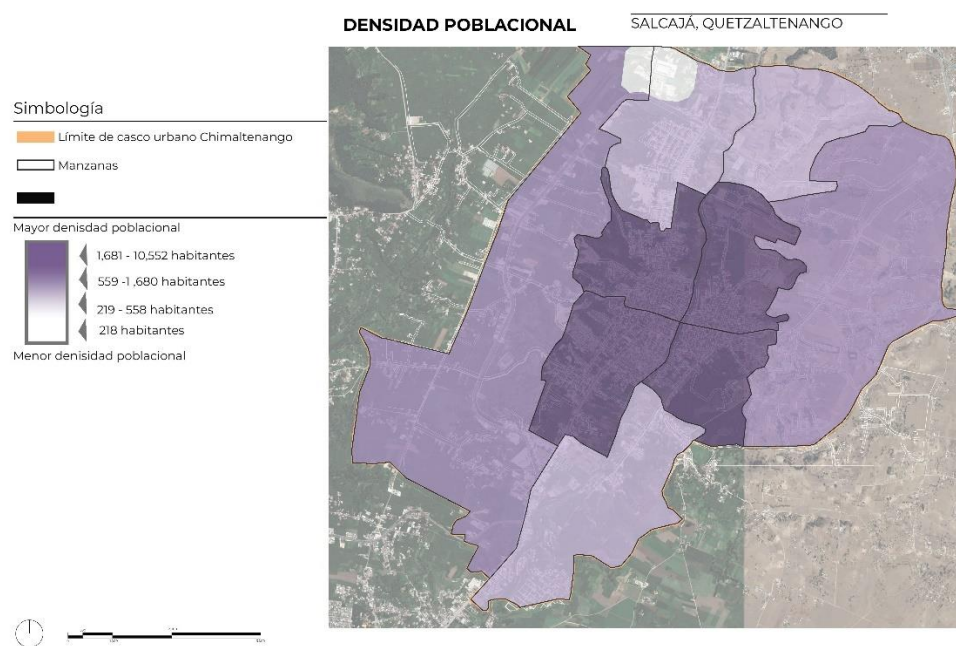 DENSIDAD POBLACIONAL
SALCAJÁ, QUETZALTENANGO
Simbología
Límite de casco urbano Chimaltenango
Manzanas
Mayor denisdad poblacional
1,681 - 10,552 habitantes
559 -1 ,680 habitantes
219 - 558 habitantes
218 habitantes
Menor denisidad poblacional